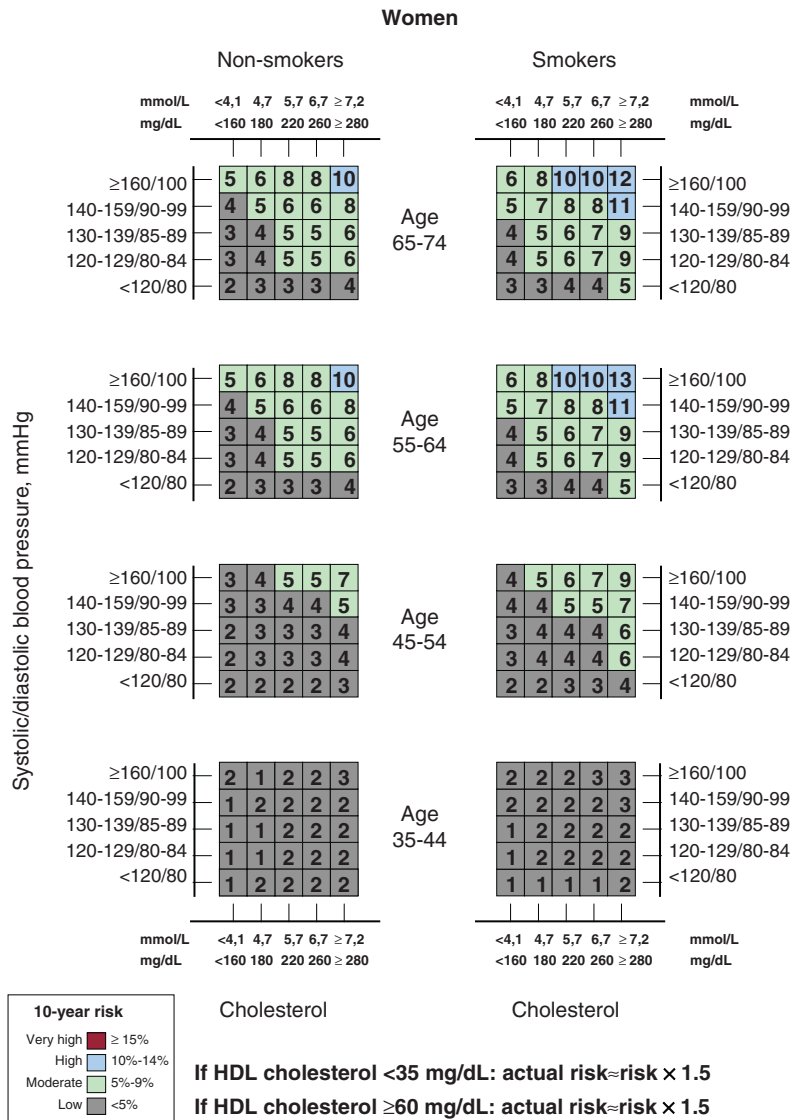 Women
Non-smokers Smokers
mmol/L <4,1 4,7 5,7 6,7 ≥ 7,2 <4,1 4,7 5,7 6,7 ≥ 7,2 mmol/L
mg/dL <160 180 220 260 ≥ 280 <160 180 220 260 ≥ 280 mg/dL
Systolic/diastolic blood pressure, mmHg
≥160/100 5 6 8 8 10 6 8 10 10 12 ≥160/100
140-159/90-99 4 5 6 6 8 Age 5 7 8 8 11 140-159/90-99
130-139/85-89 3 4 5 5 6 65-74 4 5 6 7 9 130-139/85-89
120-129/80-84 3 4 5 5 6 4 5 6 7 9 120-129/80-84
<120/80 2 3 3 3 4 3 3 4 4 5 <120/80
≥160/100 5 6 8 8 10 6 8 10 10 13 ≥160/100
140-159/90-99 4 5 6 6 8 Age 5 7 8 8 11 140-159/90-99
130-139/85-89 3 4 5 5 6 55-64 4 5 6 7 9 130-139/85-89
120-129/80-84 3 4 5 5 6 4 5 6 7 9 120-129/80-84
<120/80 2 3 3 3 4 3 3 4 4 5 <120/80
≥160/100 3 4 5 5 7 4 5 6 7 9 ≥160/100
140-159/90-99 3 3 4 4 5 Age 4 4 5 5 7 140-159/90-99
130-139/85-89 2 3 3 3 4 45-54 3 4 4 4 6 130-139/85-89
120-129/80-84 2 3 3 3 4 3 4 4 4 6 120-129/80-84
<120/80 2 2 2 2 3 2 2 3 3 4 <120/80
≥160/100 2 1 2 2 3 2 2 2 3 3 ≥160/100
140-159/90-99 1 2 2 2 2 Age 2 2 2 2 3 140-159/90-99
130-139/85-89 1 1 2 2 2 35-44 1 2 2 2 2 130-139/85-89
120-129/80-84 1 1 2 2 2 1 2 2 2 2 120-129/80-84
<120/80 1 2 2 2 2 1 1 1 1 2 <120/80
mmol/L <4,1 4,7 5,7 6,7 ≥ 7,2 <4,1 4,7 5,7 6,7 ≥ 7,2 mmol/L
mg/dL <160 180 220 260 ≥ 280 <160 180 220 260 ≥ 280 mg/dL
Cholesterol Cholesterol
10-year risk
Very high ≥ 15%
High 10%-14%
Moderate 5%-9%
Low <5%
If HDL cholesterol <35 mg/dL: actual risk≈risk × 1.5
If HDL cholesterol ≥60 mg/dL: actual risk≈risk × 1.5